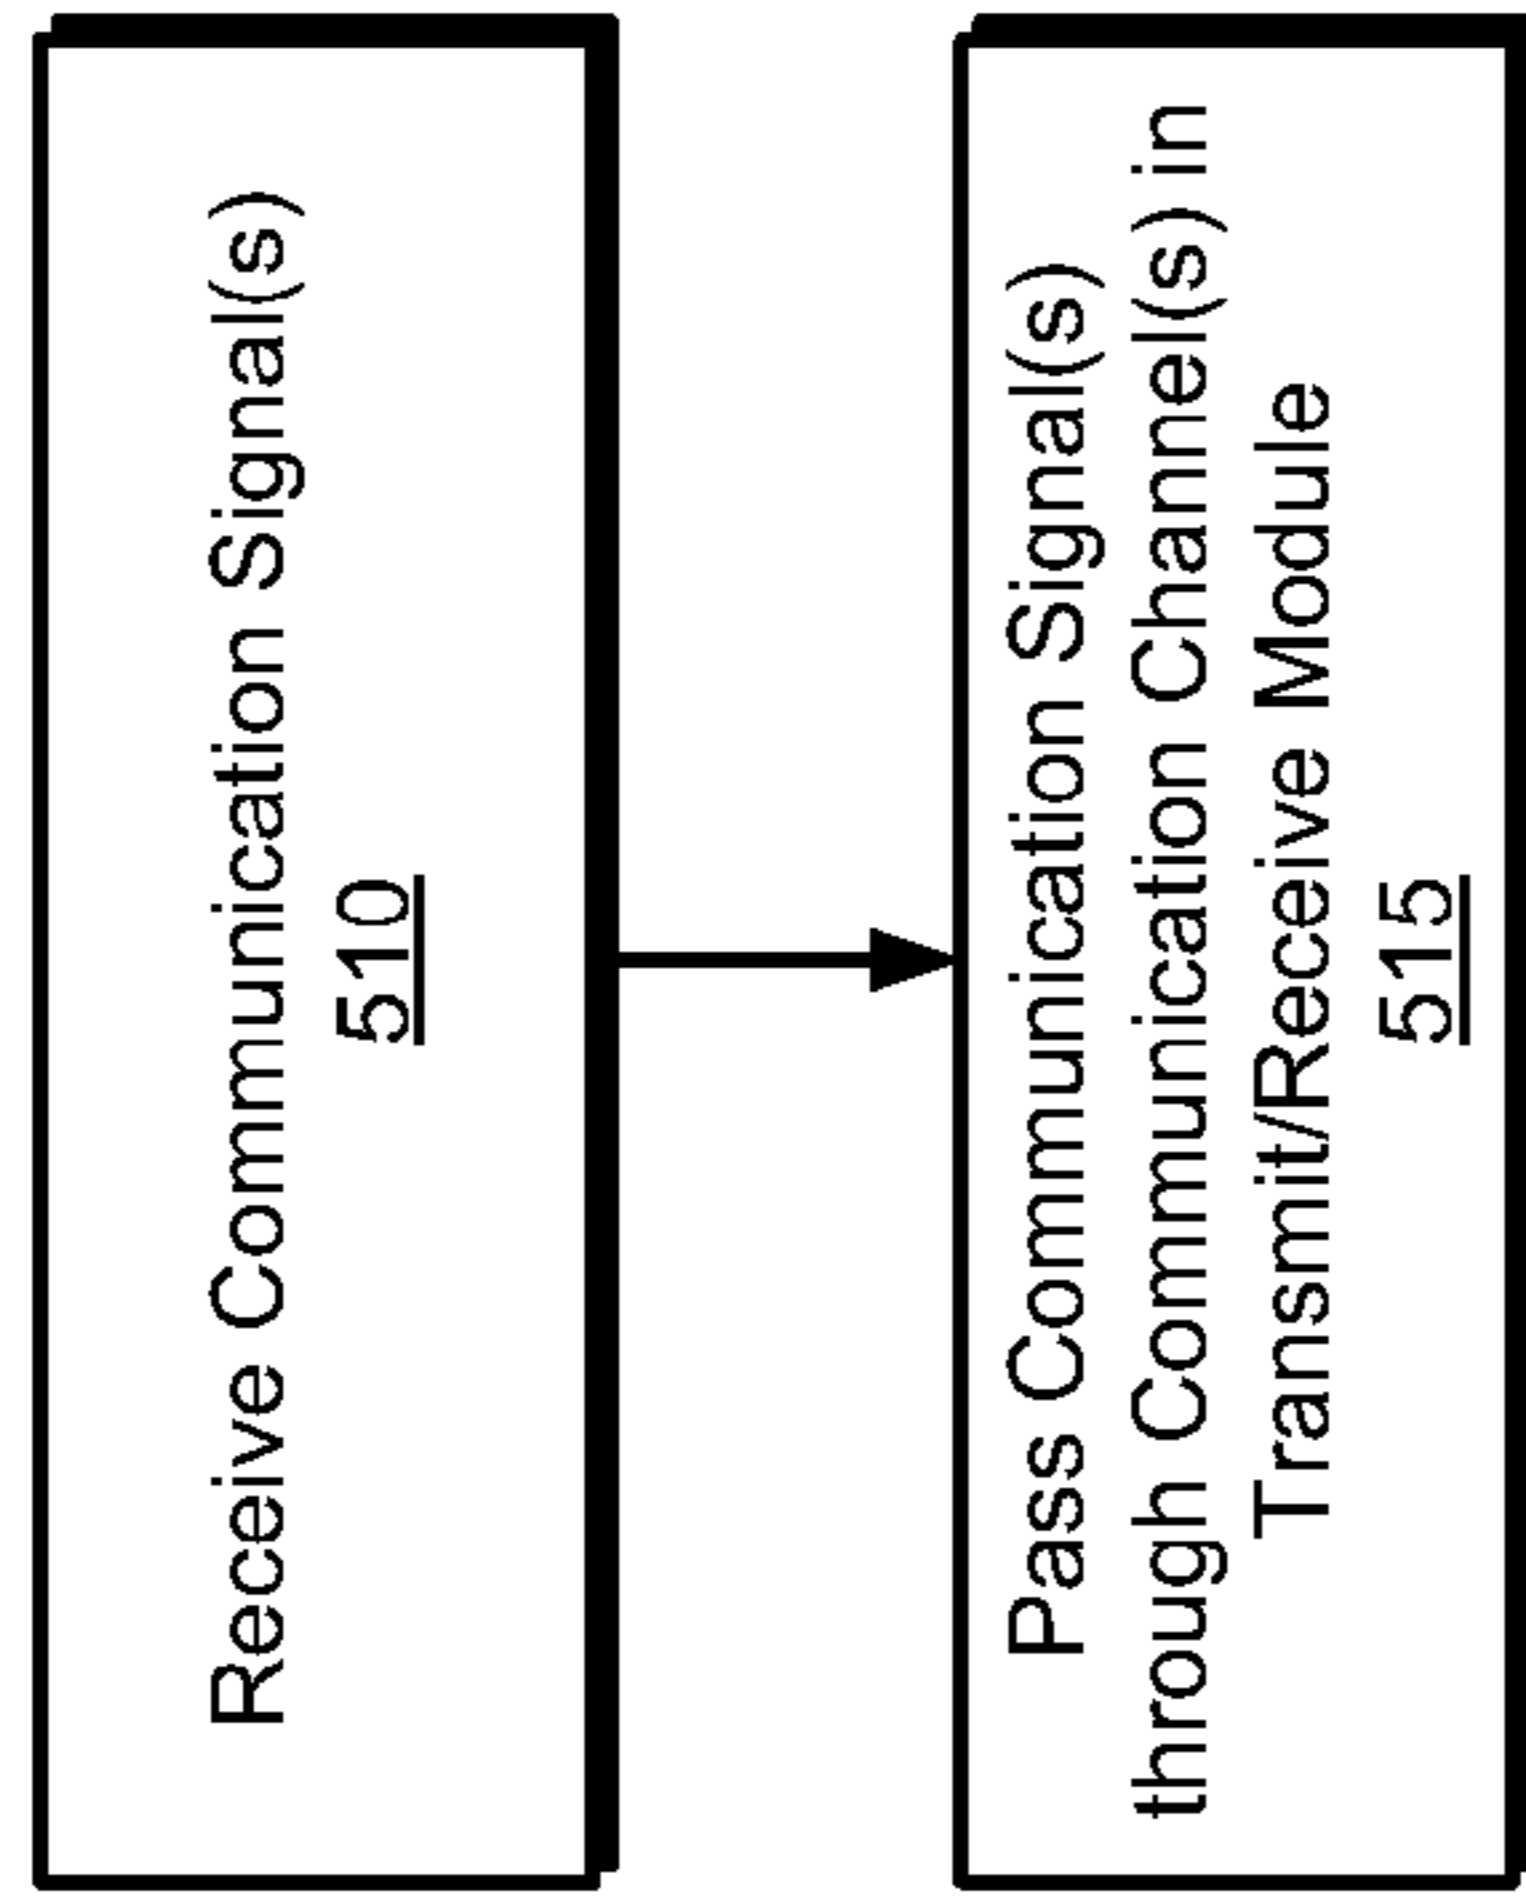 Receive Communication Signal(s)
510
Pass Communication Signal(s)
through Communication Channel(s) in
Transmit/Receive Module
515